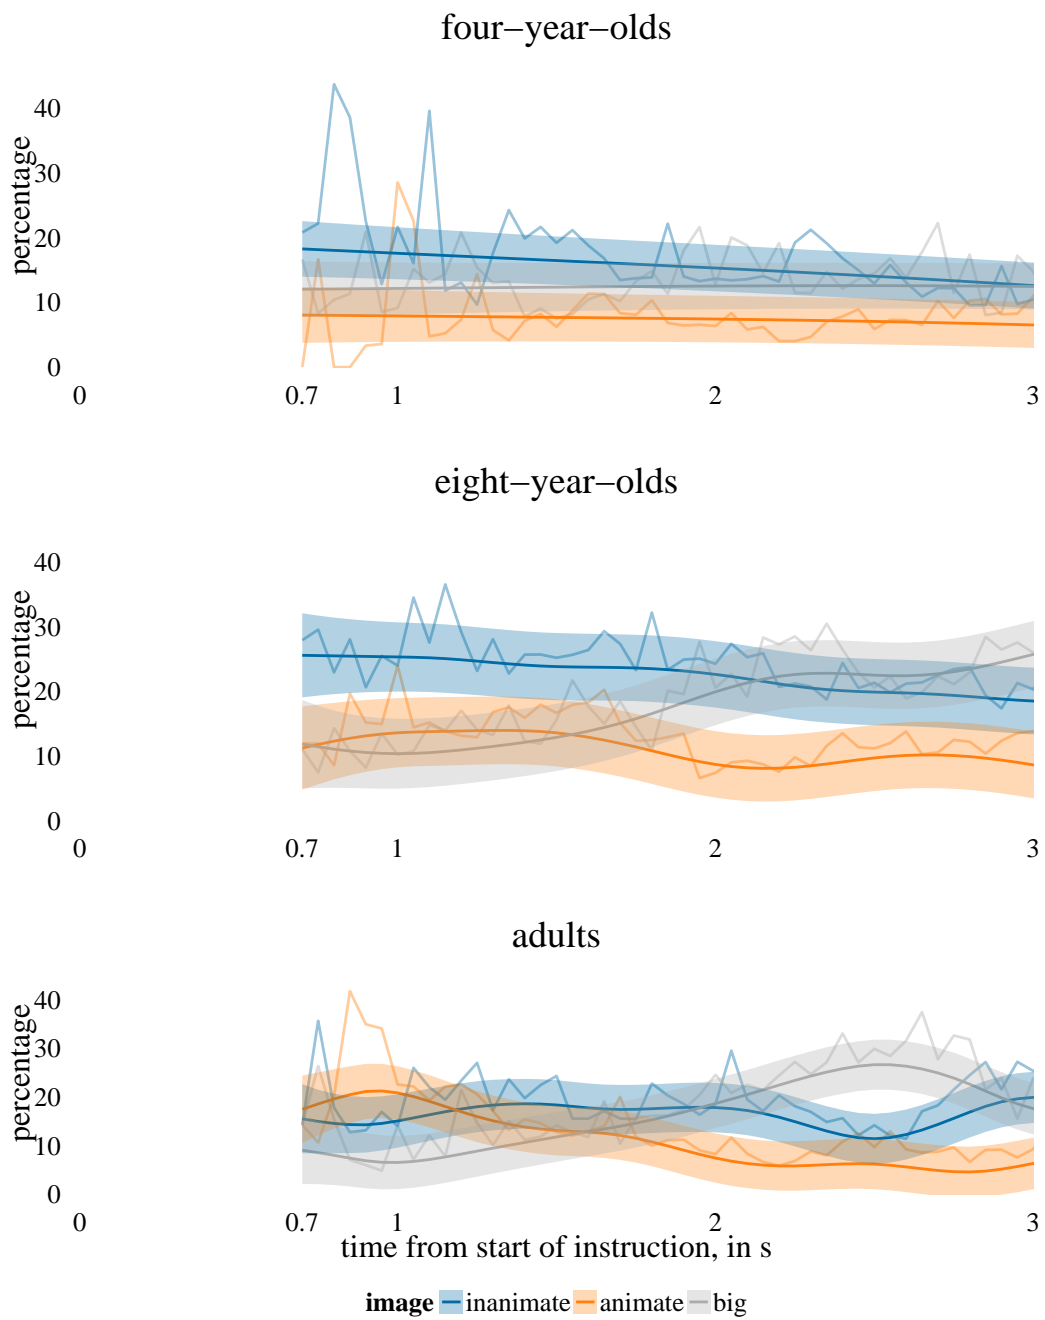 four−year−olds
percentage
40
30
20
10
0
0 0.7 1 2 3
eight−year−olds
percentage
40
30
20
10
0
0 0.7 1 2 3
adults
percentage
40
30
20
10
0
0 0.7 1 2 3
time from start of instruction, in s
image inanimate animate big